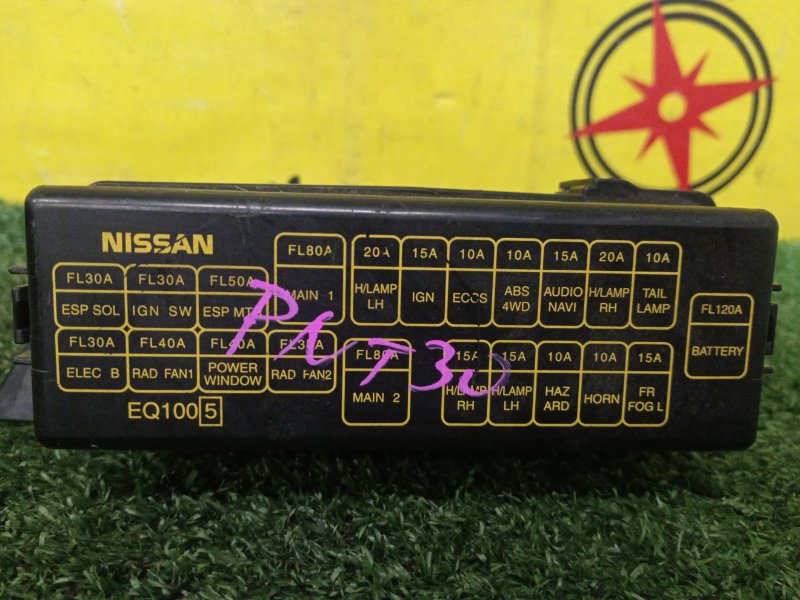 NISSAN
FL80A 20A 15A 10A 10A 15A 20A 10A
FL30A FL30A FL50A MAIN 1 H/LAMP LH IGN ECCS ABS 4WD AUDIO NAVI H/LAMP RH TAIL LAMP
ESP SOL IGN SW ESP MT
FL120A
BATTERY
FL30A FL40A FL40A FL30A FL80A 15A 15A 10A 10A 15A
ELEC B RAD FAN1 POWER WINDOW RAD FAN2 MAIN 2 H/LAMP RH H/LAMP LH HAZ ARD HORN FR FOG L
EQ100 5
PNT30